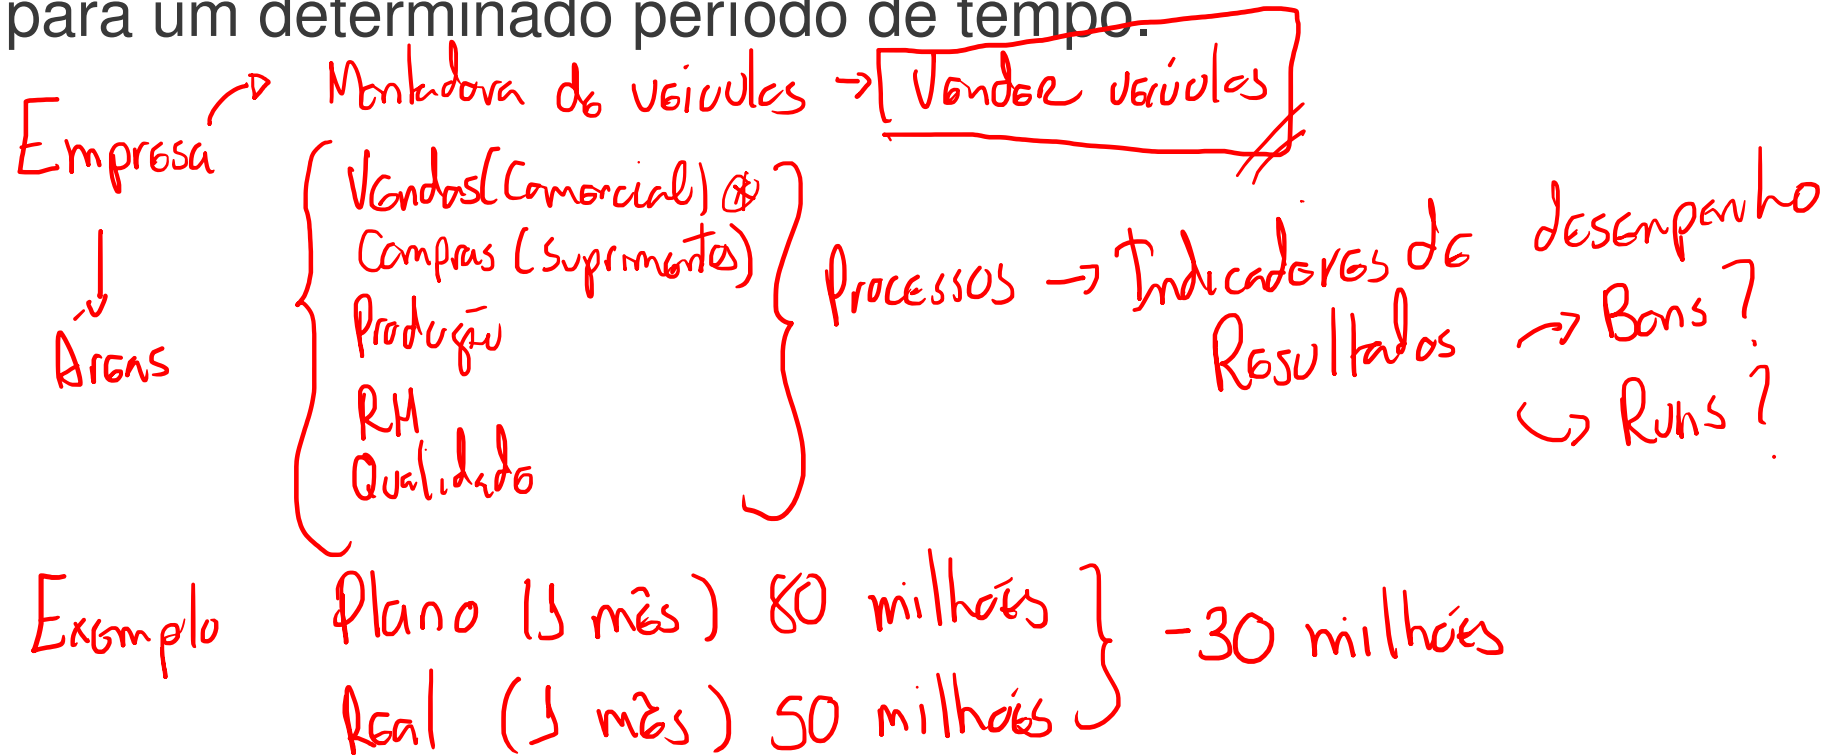 para um determinado período de tempo.
Empresa → Montadora de veículos → Vender veículos
Vendas (Comercial) *
Compras (Suprimentos)
Produção
RH
Qualidade
Áreas
Processos → Indicadores de desempenho
Resultados → Bons?
→ Ruins?
Exemplo Plano (1 mês) 80 milhões
Real (1 mês) 50 milhões
-30 milhões